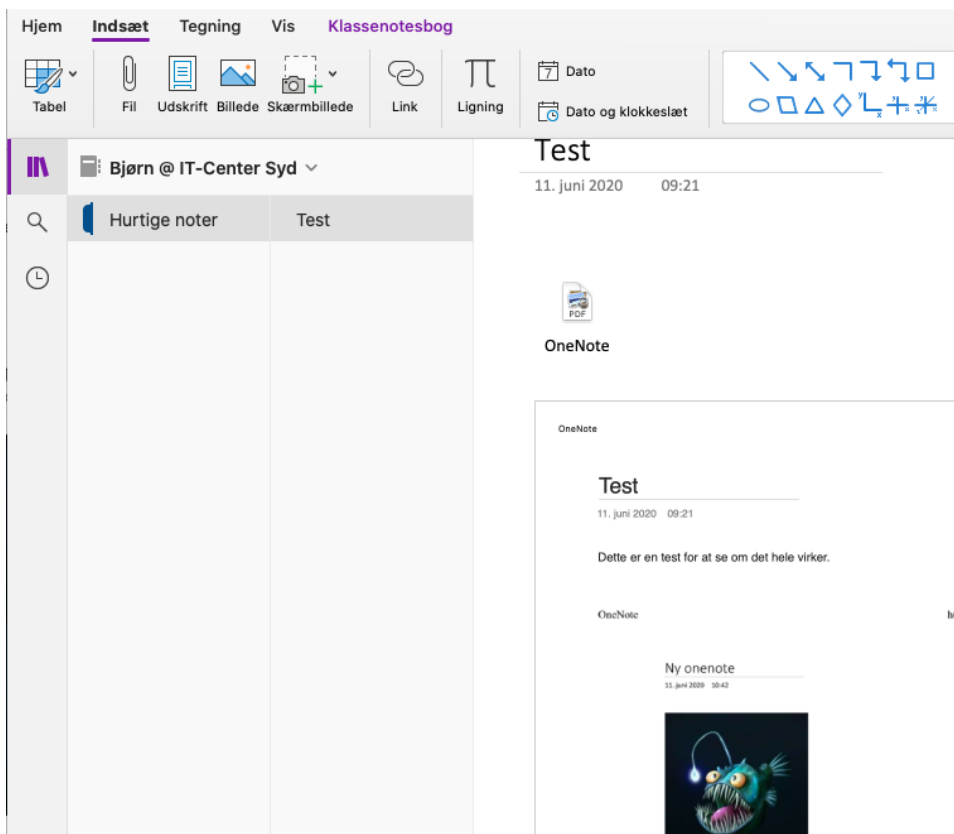 Hjem Indsæt Tegning Vis Klassenotesbog
Tabel Fil Udskrift Billede Skærmbillede Link Ligning
7 Dato
Dato og klokkeslæt
y
x
Bjørn @ IT-Center Syd
Hurtige noter Test
Test
11. juni 2020 09:21
PDF
OneNote
OneNote
Test
11. juni 2020 09:21
Dette er en test for at se om det hele virker.
OneNote
Ny onenote
11. juni 2020 10:42